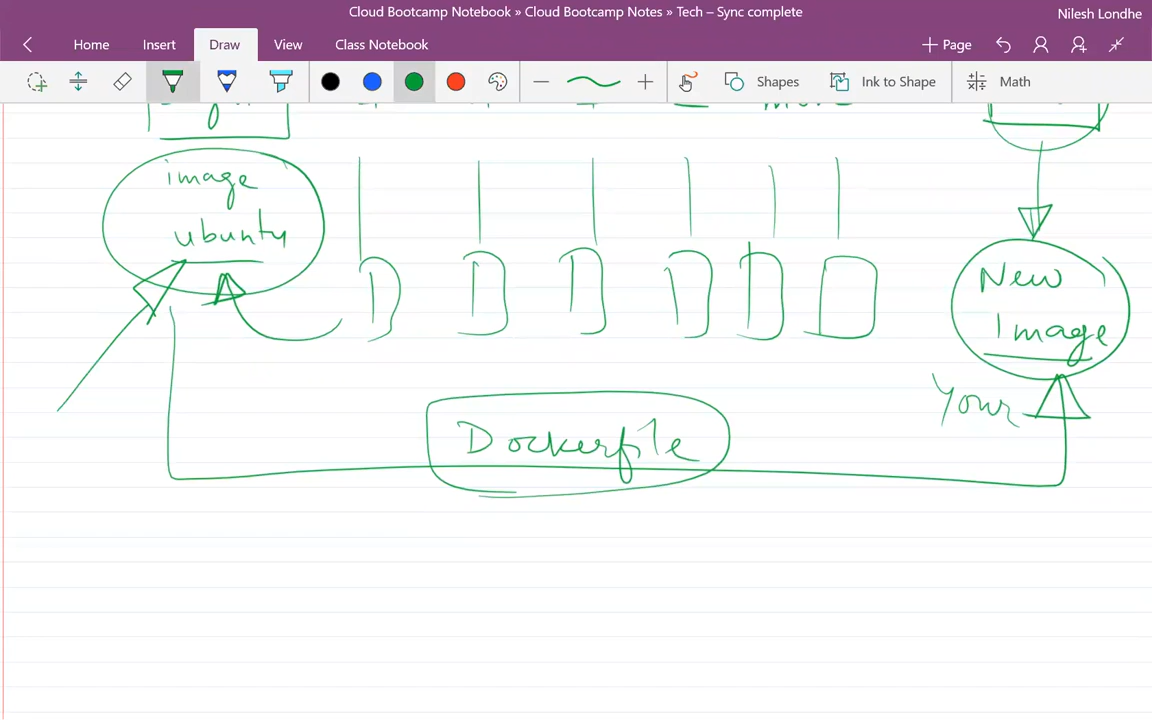 Cloud Bootcamp Notebook » Cloud Bootcamp Notes » Tech – Sync complete
Nilesh Londhe
Home Insert Draw View Class Notebook
Page
Shapes Ink to Shape Math
image
ubuntu
D D D D D
New
Image
Your
Dockerfile